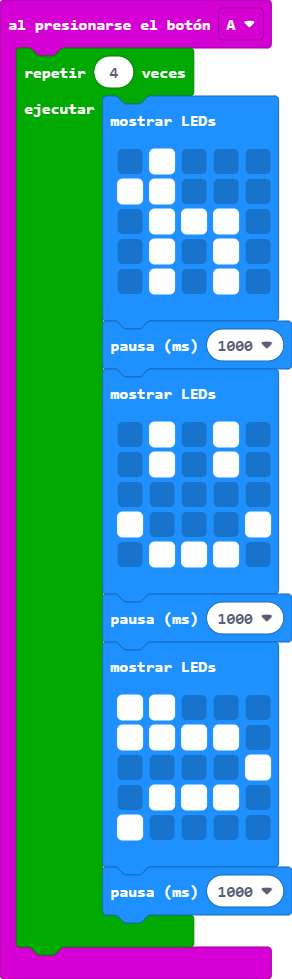 al presionarse el botón A
repetir 4 veces
ejecutar
mostrar LEDs
pausa (ms) 1000
mostrar LEDs
pausa (ms) 1000
mostrar LEDs
pausa (ms) 1000